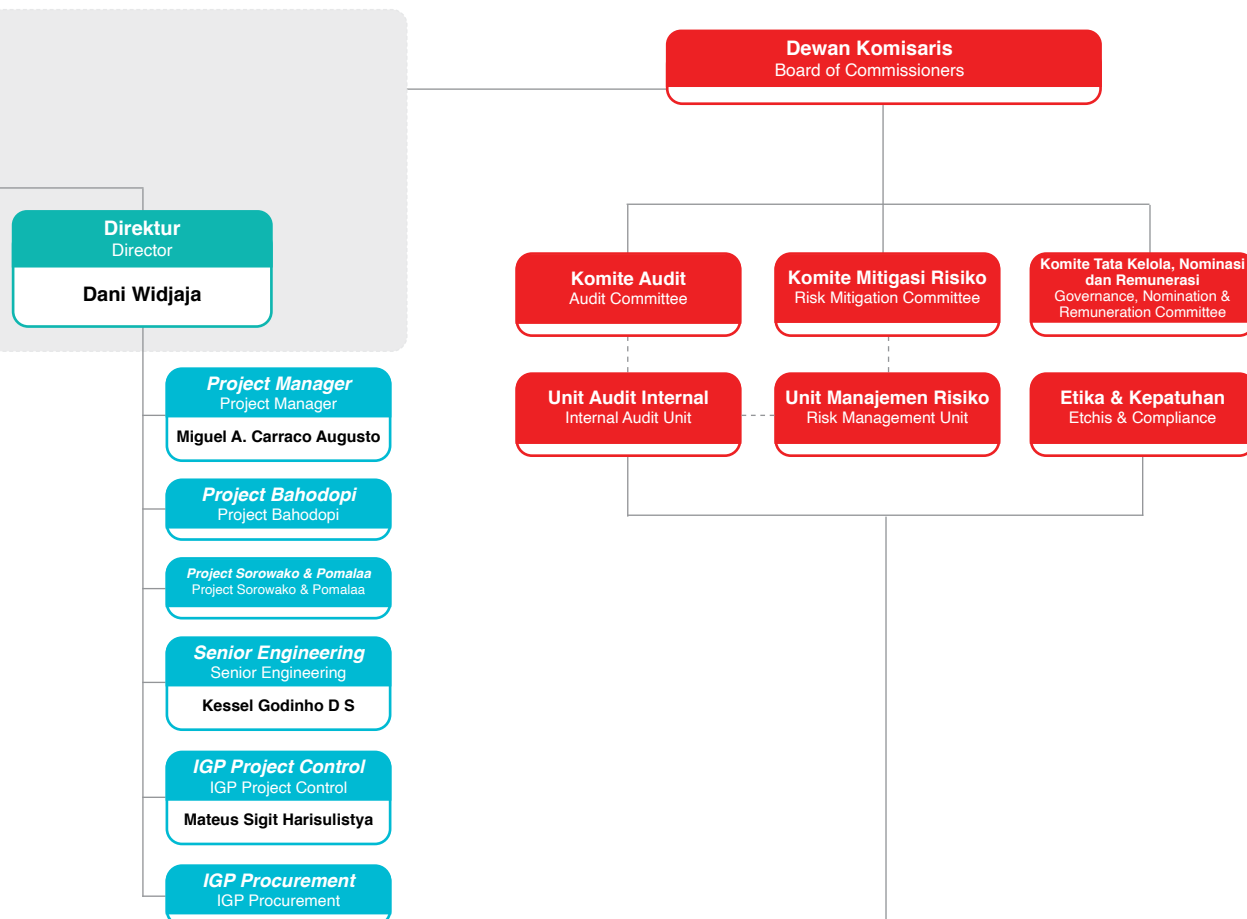 Dewan Komisaris
Board of Commissioners
Direktur
Director
Dani Widjaja
Komite Audit
Audit Committee
Komite Mitigasi Risiko
Risk Mitigation Committee
Komite Tata Kelola, Nominasi
dan Remunerasi
Governance, Nomination &
Remuneration Committee
Unit Audit Internal
Internal Audit Unit
Unit Manajemen Risiko
Risk Management Unit
Etika & Kepatuhan
Etchis & Compliance
Project Manager
Project Manager
Miguel A. Carraco Augusto
Project Bahodopi
Project Bahodopi
Project Sorowako & Pomalaa
Project Sorowako & Pomalaa
Senior Engineering
Senior Engineering
Kessel Godinho D S
IGP Project Control
IGP Project Control
Mateus Sigit Harisulistya
IGP Procurement
IGP Procurement